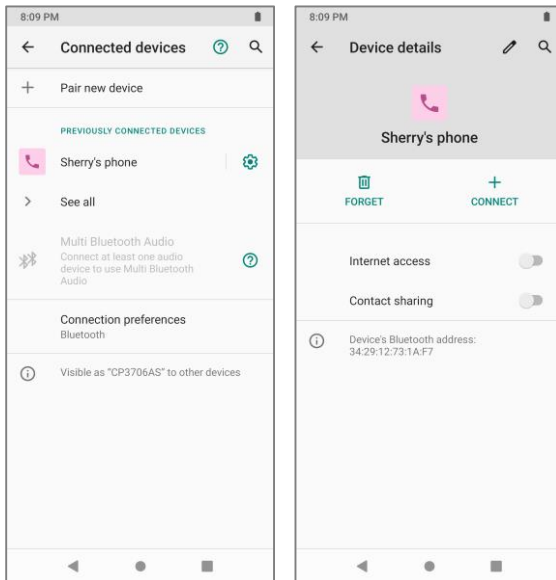 8:09 PM
Connected devices
Pair new device
PREVIOUSLY CONNECTED DEVICES
Sherry's phone
See all
Multi Bluetooth Audio
Connect at least one audio
device to use Multi Bluetooth
Audio
Connection preferences
Bluetooth
Visible as "CP3706AS" to other devices
8:09 PM
Device details
Sherry's phone
FORGET
CONNECT
Internet access
Contact sharing
Device's Bluetooth address:
34:29:12:73:1A:F7